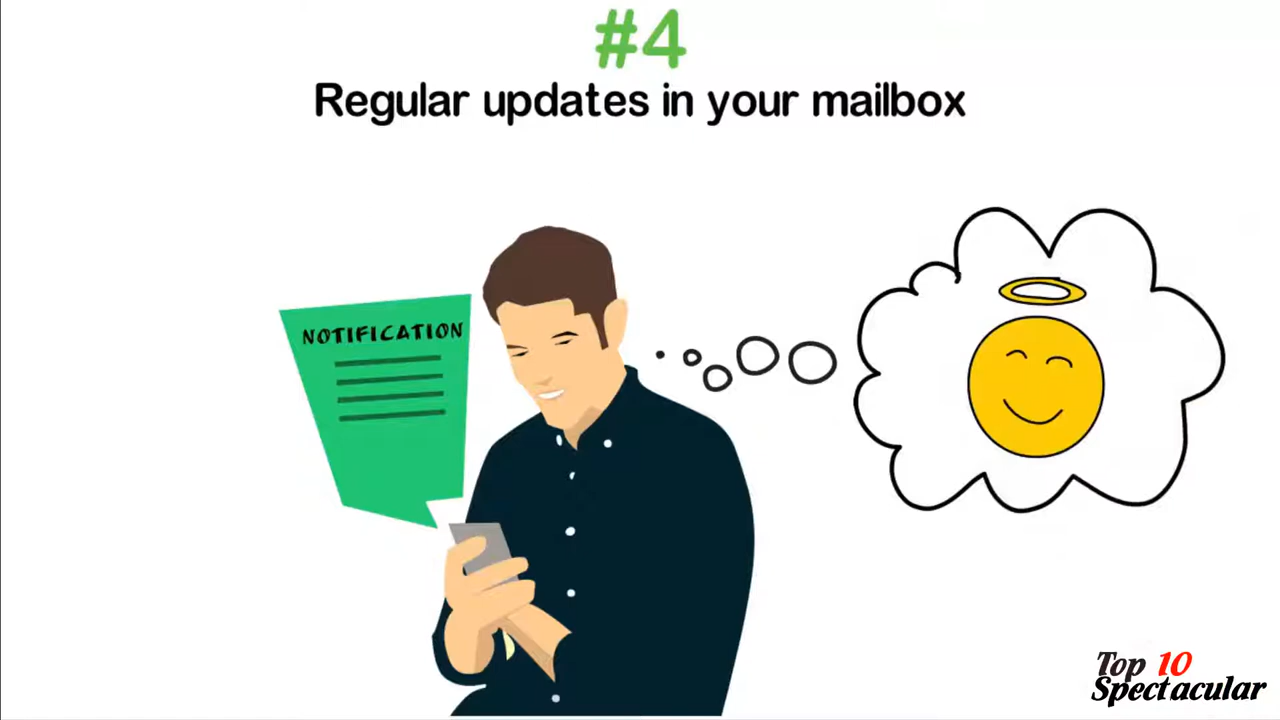 #4
Regular updates in your mailbox
NOTIFICATION
Top 10
Spectacular